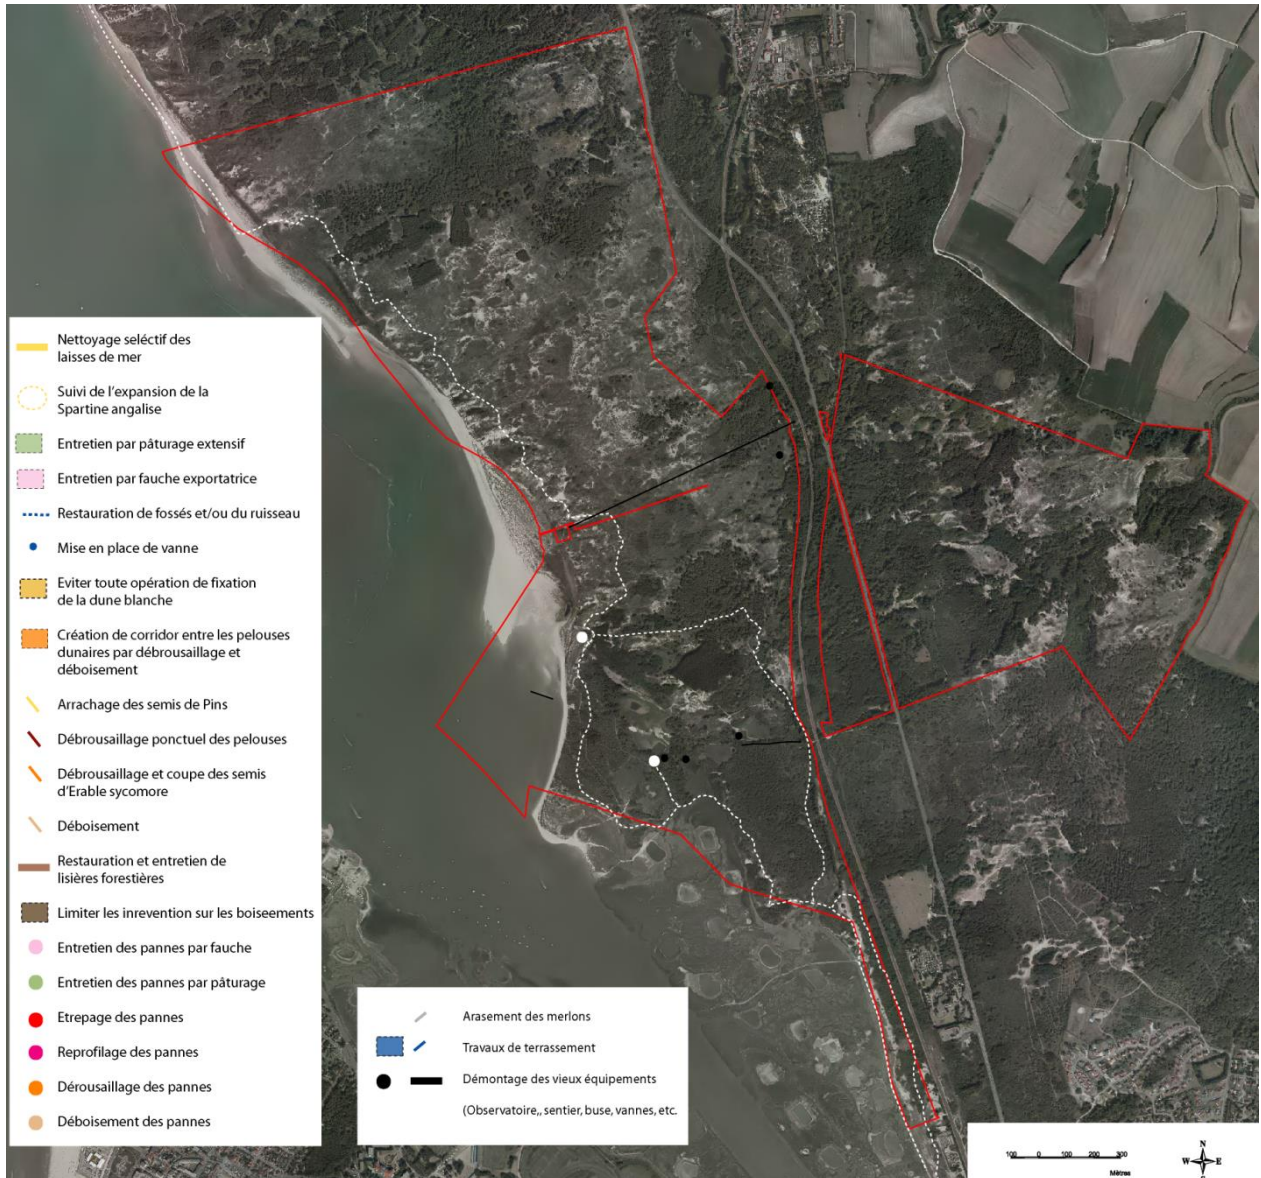 Nettoyage seléctif des
laisses de mer
Suivi de l'expansion de la
Spartine angalise
Entretien par pâturage extensif
Entretien par fauche exportatrice
Restauration de fossés et/ou du ruisseau
Mise en place de vanne
Eviter toute opération de fixation
de la dune blanche
Création de corridor entre les pelouses
dunaires par débrousaillage et
déboisement
Arrachage des semis de Pins
Débrousaillage ponctuel des pelouses
Débrousaillage et coupe des semis
d'Erable sycomore
Déboisement
Restauration et entretien de
lisières forestières
Limiter les inrevention sur les boiseements
Entretien des pannes par fauche
Entretien des pannes par pâturage
Etrepage des pannes
Reprofilage des pannes
Dérousaillage des pannes
Déboisement des pannes
Arasement des merlons
Travaux de terrassement
Démontage des vieux équipements
(Observatoire,, sentier, buse, vannes, etc.
100 0 100 200 300
Mètres
N
W E
S